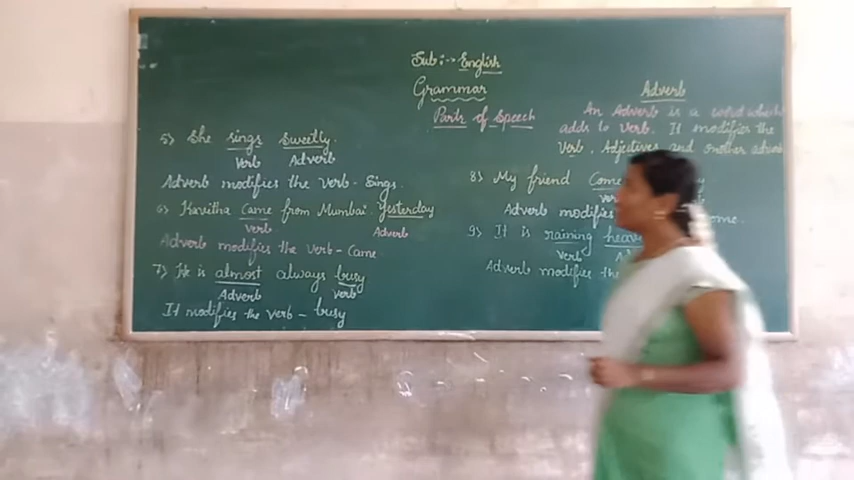 Sub:- English
Grammar
Parts of Speech
5) She sings sweetly.
Verb Adverb
Adverb modifies the verb - Sings.
6) Kavitha came from Mumbai yesterday
Verb Adverb
Adverb modifies the verb - Came
7) He is almost always busy
Adverb Verb
It modifies the verb - busy
Adverb
An Adverb is a word which
adds to verb. It modifies the
Verb, Adjectives and another
8) My friend
Adverb modifies
9) It is raining
Verb
Adverb modifies the